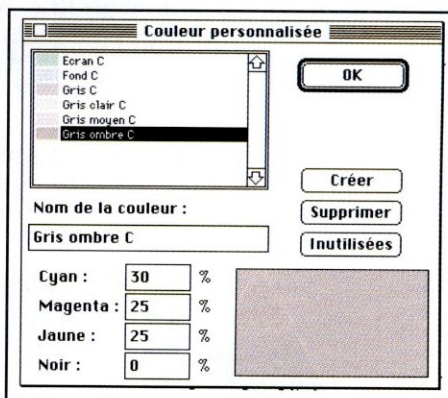 Couleur personnalisée
Ecran C
Fond C
Gris C
Gris clair C
Gris moyen C
Gris ombre C
OK
Créer
Supprimer
Inutilisées
Nom de la couleur :
Gris ombre C
Cyan : 30 %
Magenta : 25 %
Jaune : 25 %
Noir : 0 %